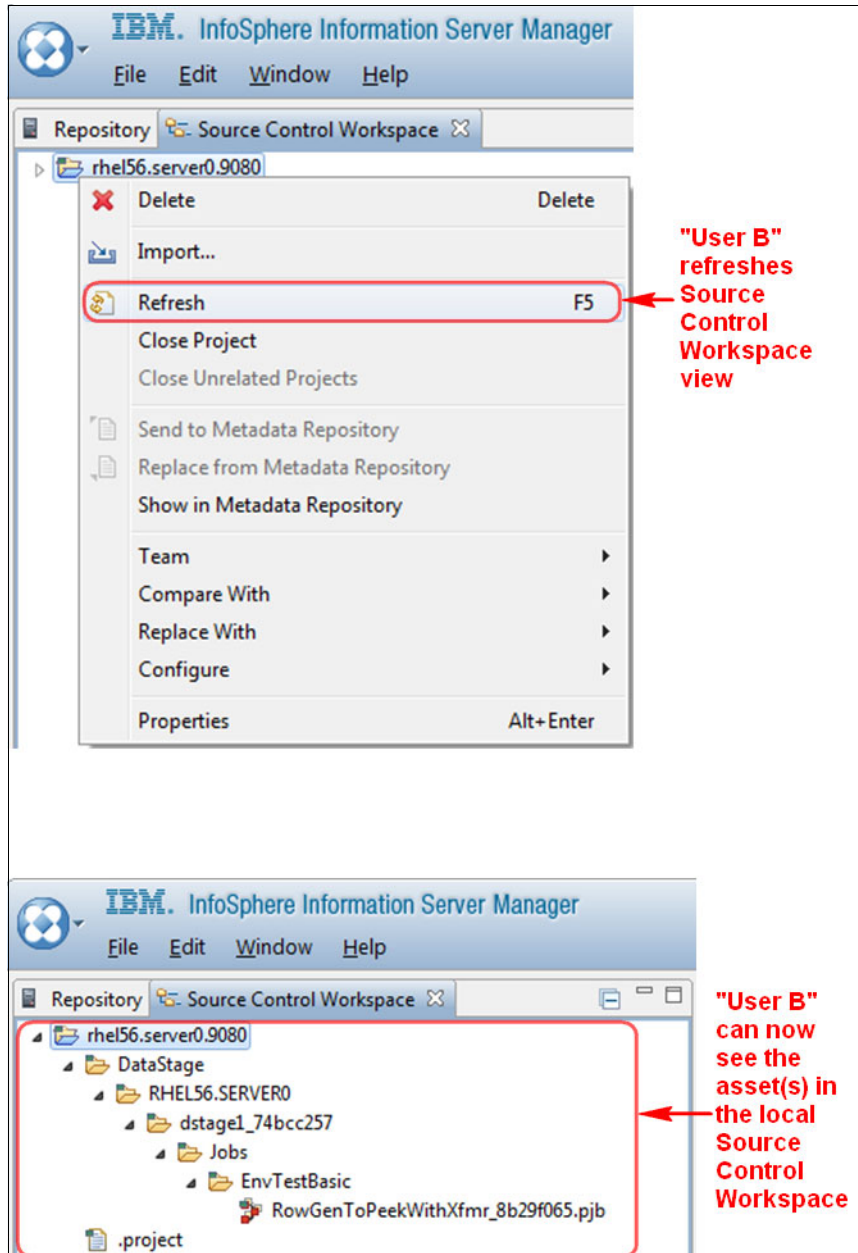 IBM. InfoSphere Information Server Manager
File Edit Window Help
Repository Source Control Workspace
rhel56.server0.9080
Delete Delete
Import...
Refresh F5
Close Project
Close Unrelated Projects
Send to Metadata Repository
Replace from Metadata Repository
Show in Metadata Repository
Team
Compare With
Replace With
Configure
Properties Alt+Enter
"User B"
refreshes
Source
Control
Workspace
view
IBM. InfoSphere Information Server Manager
File Edit Window Help
Repository Source Control Workspace
rhel56.server0.9080
DataStage
RHEL56.SERVER0
dstage1_74bcc257
Jobs
EnvTestBasic
RowGenToPeekWithXfmr_8b29f065.pjb
.project
"User B"
can now
see the
asset(s) in
the local
Source
Control
Workspace